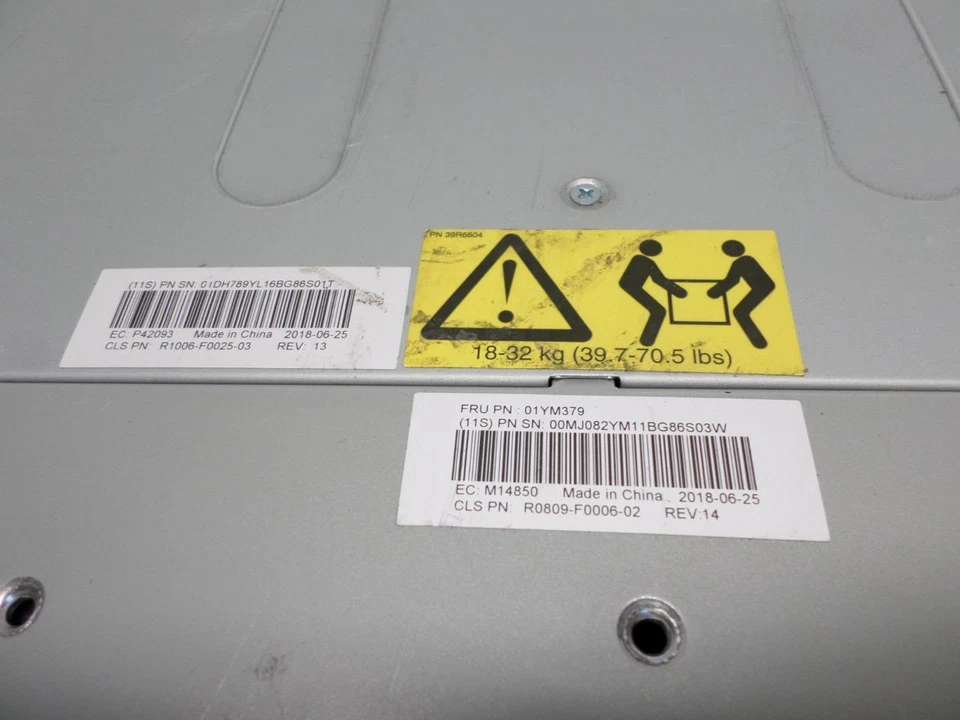 PN 39R6604
18-32 kg (39.7-70.5 lbs)
(11S) PN SN: 01DH789YL16BG86S01T
EC: P42093 Made in China 2018-06-25
CLS PN: R1006-F0025-03 REV: 13
FRU PN : 01YM379
(11S) PN SN: 00MJ082YM11BG86S03W
EC: M14850 Made in China 2018-06-25
CLS PN: R0809-F0006-02 REV:14